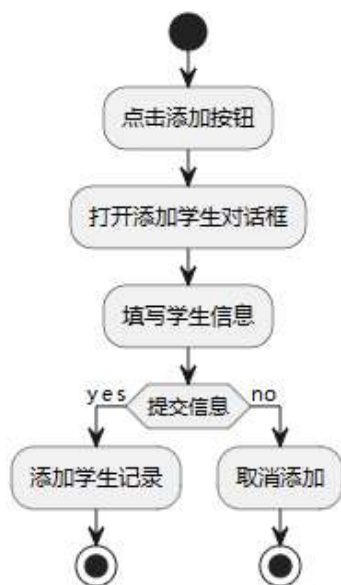 点击添加按钮
打开添加学生对话框
填写学生信息
yes
提交信息
no
添加学生记录
取消添加